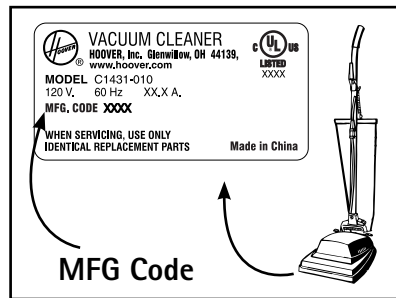 HOOVER ®
VACUUM CLEANER
HOOVER, Inc. Glenwillow, OH 44139,
www.hoover.com
C UL US
LISTED
XXXX
MODEL C1431-010
120 V. 60 Hz XX.X A.
MFG. CODE XXXX
WHEN SERVICING, USE ONLY
IDENTICAL REPLACEMENT PARTS
Made in China
MFG Code